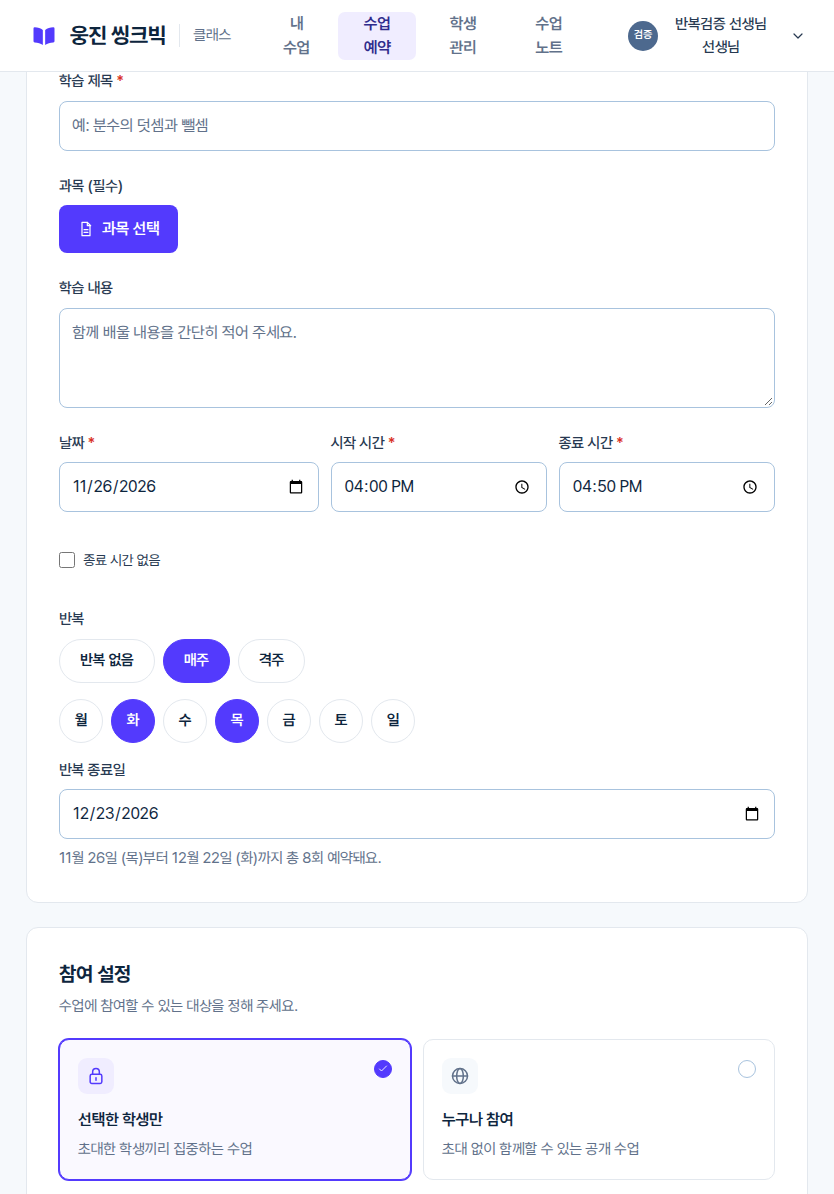 웅진 씽크빅
클래스
내
수업
수업
예약
학생
관리
수업
노트
검증
반복검증 선생님
선생님
학습 제목 *
예: 분수의 덧셈과 뺄셈
과목 (필수)
과목 선택
학습 내용
함께 배울 내용을 간단히 적어 주세요.
날짜 * 시작 시간 * 종료 시간 *
11/26/2026 04:00 PM 04:50 PM
종료 시간 없음
반복
반복 없음 매주 격주
월 화 수 목 금 토 일
반복 종료일
12/23/2026
11월 26일 (목)부터 12월 22일 (화)까지 총 8회 예약돼요.
참여 설정
수업에 참여할 수 있는 대상을 정해 주세요.
선택한 학생만
초대한 학생끼리 집중하는 수업
누구나 참여
초대 없이 함께할 수 있는 공개 수업